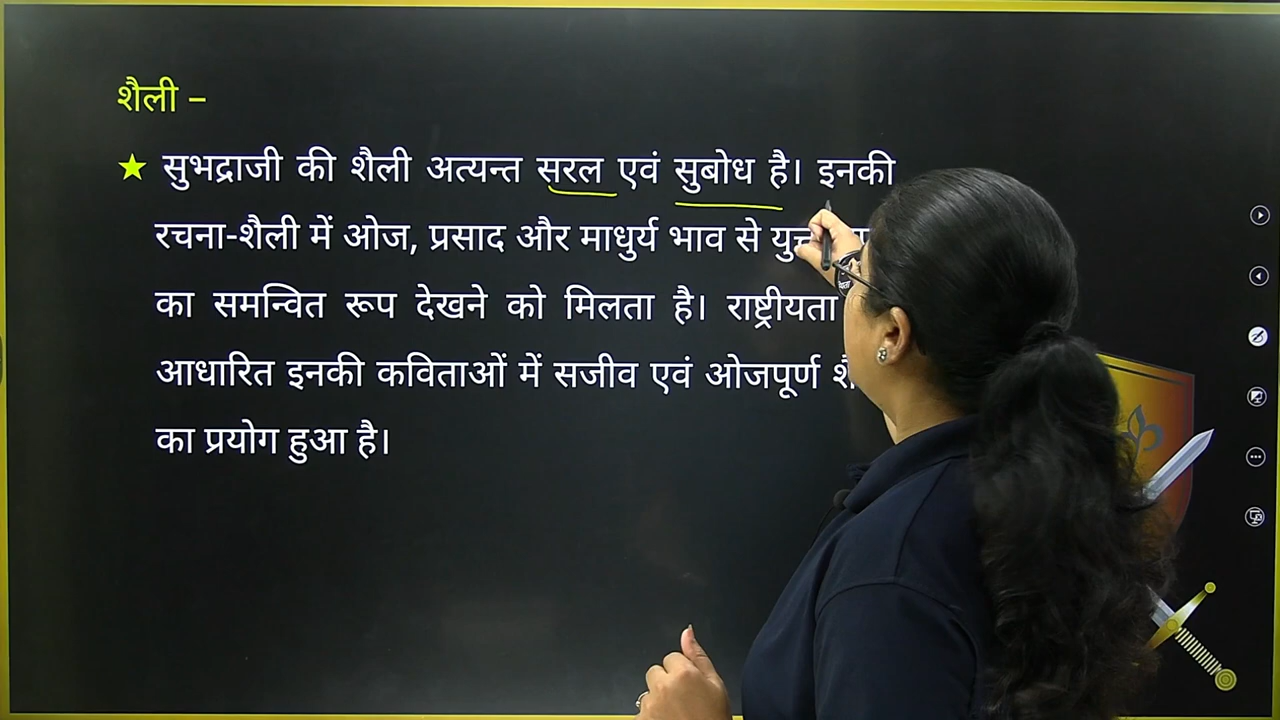 शैली –
★ सुभद्राजी की शैली अत्यन्त सरल एवं सुबोध है। इनकी
रचना-शैली में ओज, प्रसाद और माधुर्य भाव से
का समन्वित रूप देखने को मिलता है। राष्ट्रीयता
आधारित इनकी कविताओं में सजीव एवं ओजपूर्ण
का प्रयोग हुआ है।